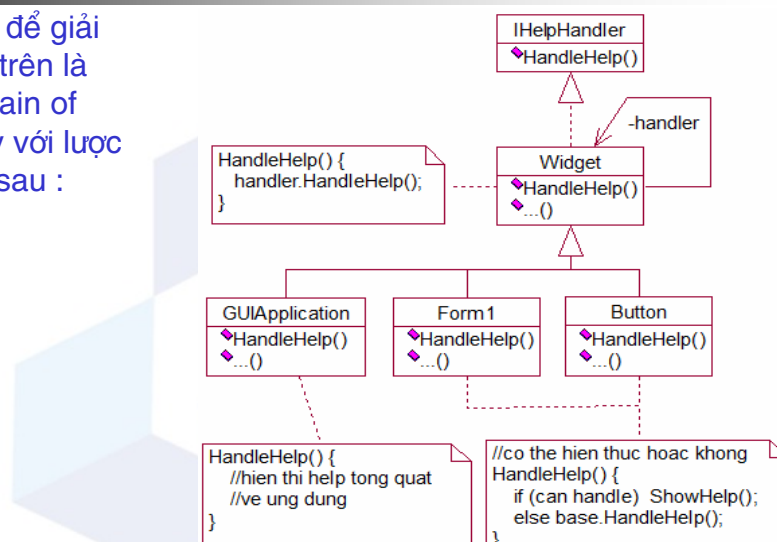 để giải
trên là
ain of
y với lược
sau :
IHelpHandler
HandleHelp()
-handler
HandleHelp() {
handler.HandleHelp();
}
Widget
HandleHelp()
...()
GUIApplication
HandleHelp()
...()
Form1
HandleHelp()
...()
Button
HandleHelp()
...()
HandleHelp() {
//hien thi help tong quat
//ve ung dung
}
//co the hien thuc hoac khong
HandleHelp() {
if (can handle) ShowHelp();
else base.HandleHelp();
}